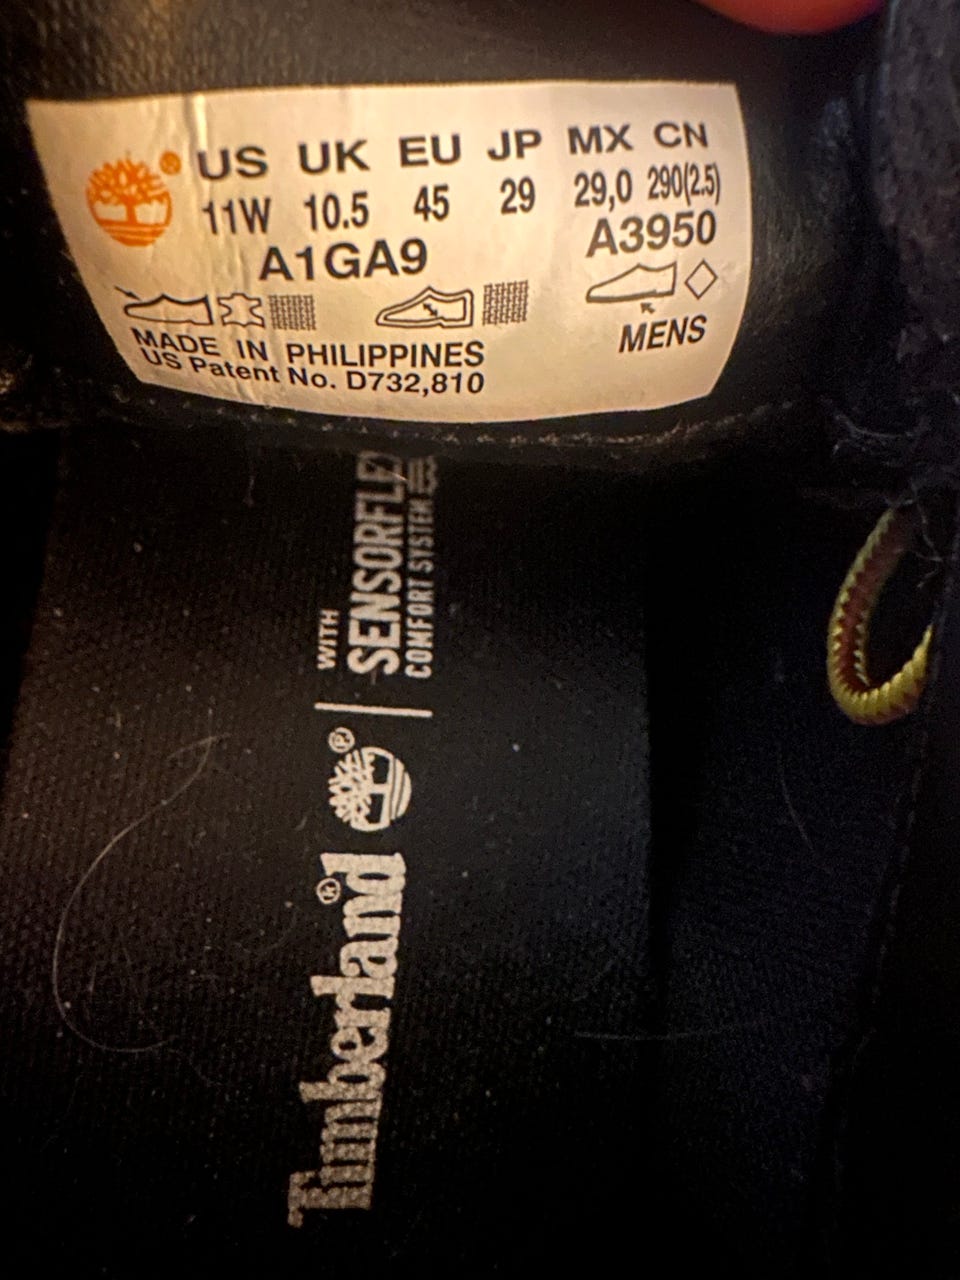 US UK EU JP MX CN
11W 10.5 45 29 29,0 290(2.5)
A1GA9 A3950
MADE IN PHILIPPINES
US Patent No. D732,810
MENS
Timberland®
WITH
SENSORFLEX
COMFORT SYSTEM